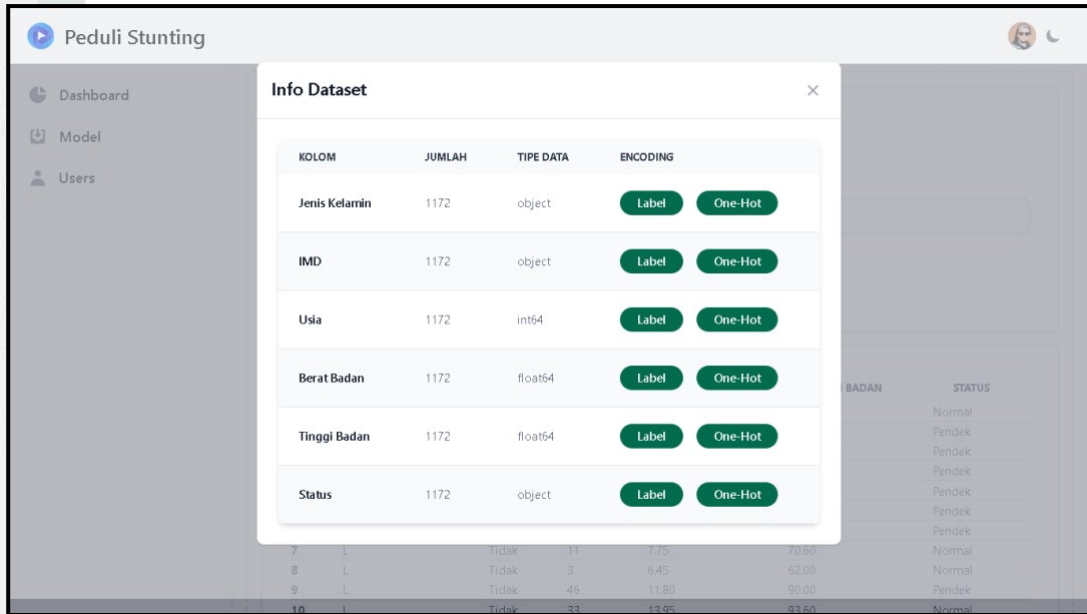 Peduli Stunting
Dashboard
Model
Users
Info Dataset
KOLOM JUMLAH TIPE DATA ENCODING
Jenis Kelamin 1172 object Label One-Hot
IMD 1172 object Label One-Hot
Usia 1172 int64 Label One-Hot
Berat Badan 1172 float64 Label One-Hot
Tinggi Badan 1172 float64 Label One-Hot
Status 1172 object Label One-Hot
BADAN STATUS
Normal
Pendek
Pendek
Pendek
Pendek
Pendek
Pendek
7 L Tidak 11 7.75 70.60 Normal
8 L Tidak 3 6.45 62.00 Normal
9 L Tidak 46 11.80 90.00 Pendek
10 L Tidak 33 13.95 93.60 Normal